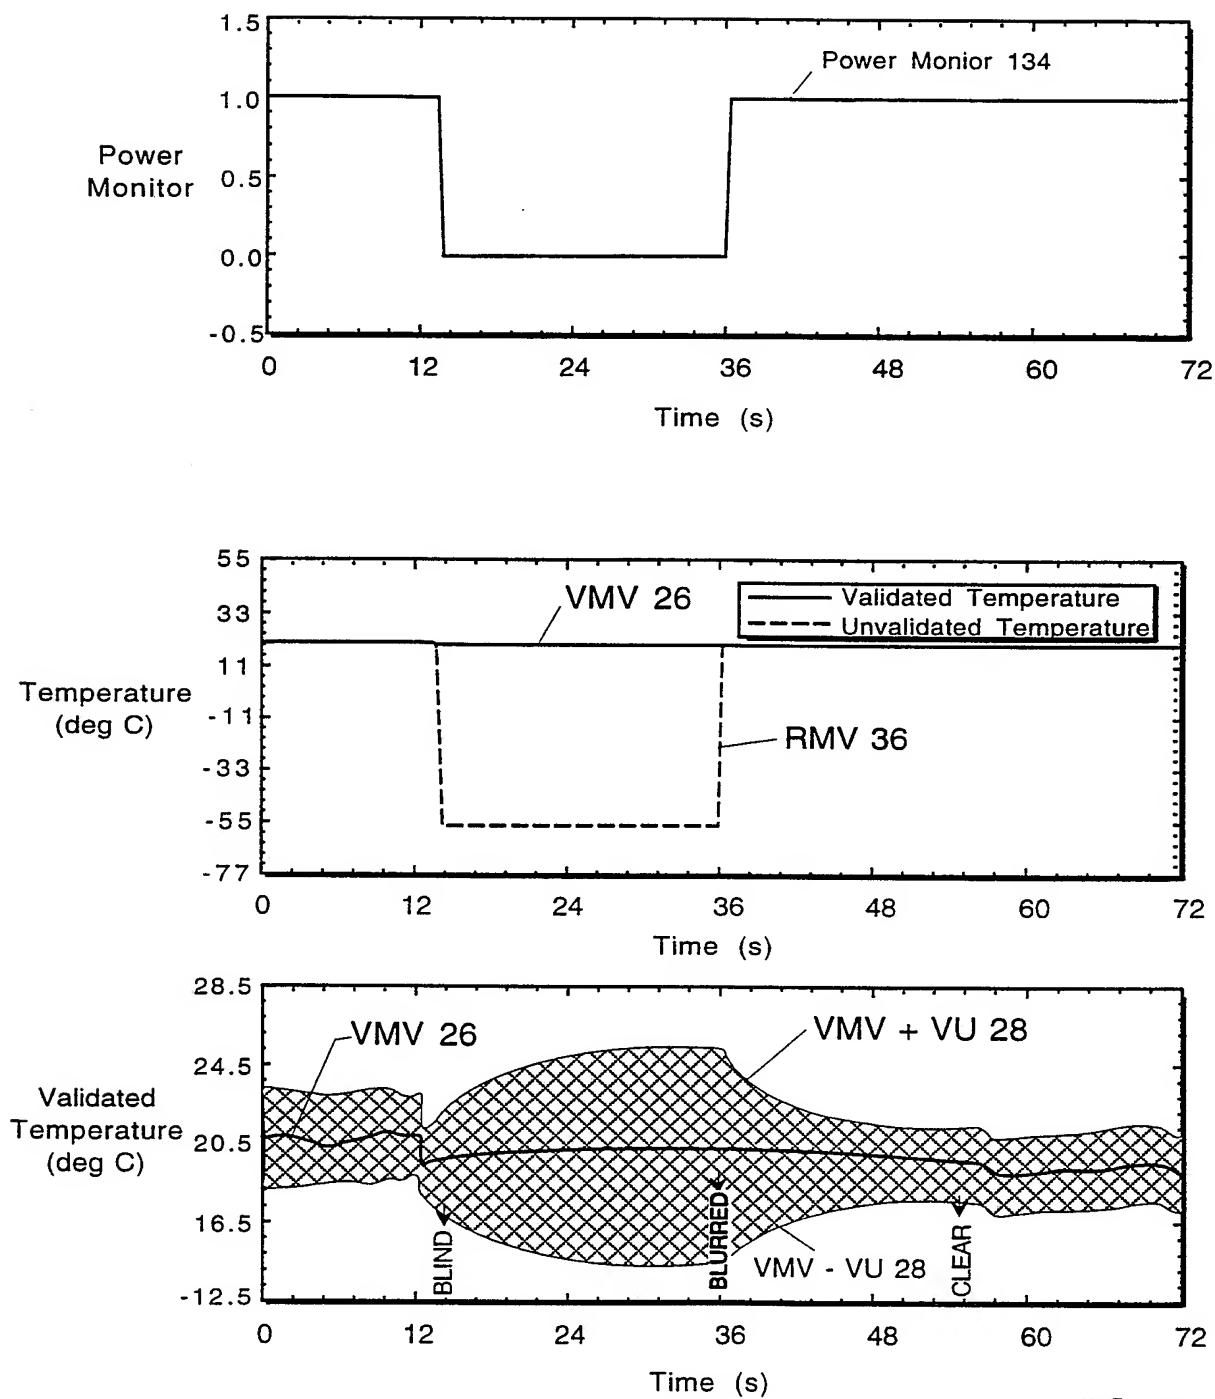 1.5
Power Monior 134
1.0
Power
Monitor
0.5
0.0
-0.5
0 12 24 36 48 60 72
Time (s)
55
VMV 26
Validated Temperature
33
Unvalidated Temperature
11
Temperature
(deg C)
-11
RMV 36
-33
-55
-77
0 12 24 36 48 60 72
Time (s)
28.5
VMV 26
VMV + VU 28
24.5
Validated
Temperature
(deg C)
20.5
16.5
BLIND
BLURRED
CLEAR
VMV - VU 28
-12.5
0 12 24 36 48 60 72
Time (s)